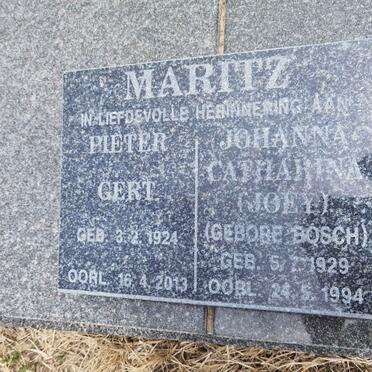 MARITZ
IN LIEFDEVOLLE HERINNERING AAN
PIETER
GERT
GEB. 3.2.1924
OORL. 16.4.2013
JOHANNA
CATHARINA
(JOEY)
(GEBORE BOSCH)
GEB. 5.7.1929
OORL. 24.5.1994